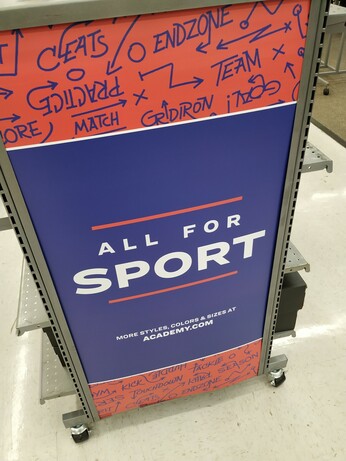 CLEATS
ENDZONE
PRACTICE
TEAM
MATCH
GRIDIRON
GOAL!
ALL FOR
SPORT
MORE STYLES, COLORS & SIZES AT
ACADEMY.COM
KICK
TOUCHDOWN
ENDZONE